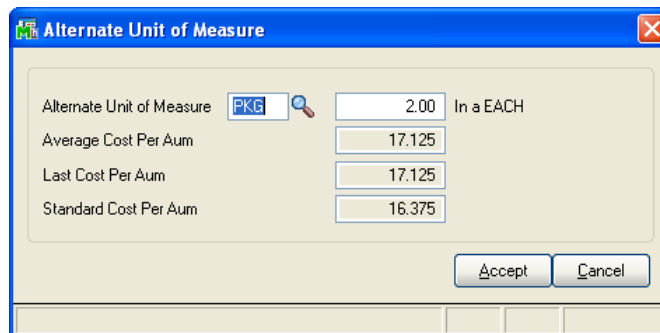 Alternate Unit of Measure
Alternate Unit of Measure PKG 2.00 In a EACH
Average Cost Per Aum 17.125
Last Cost Per Aum 17.125
Standard Cost Per Aum 16.375
Accept Cancel